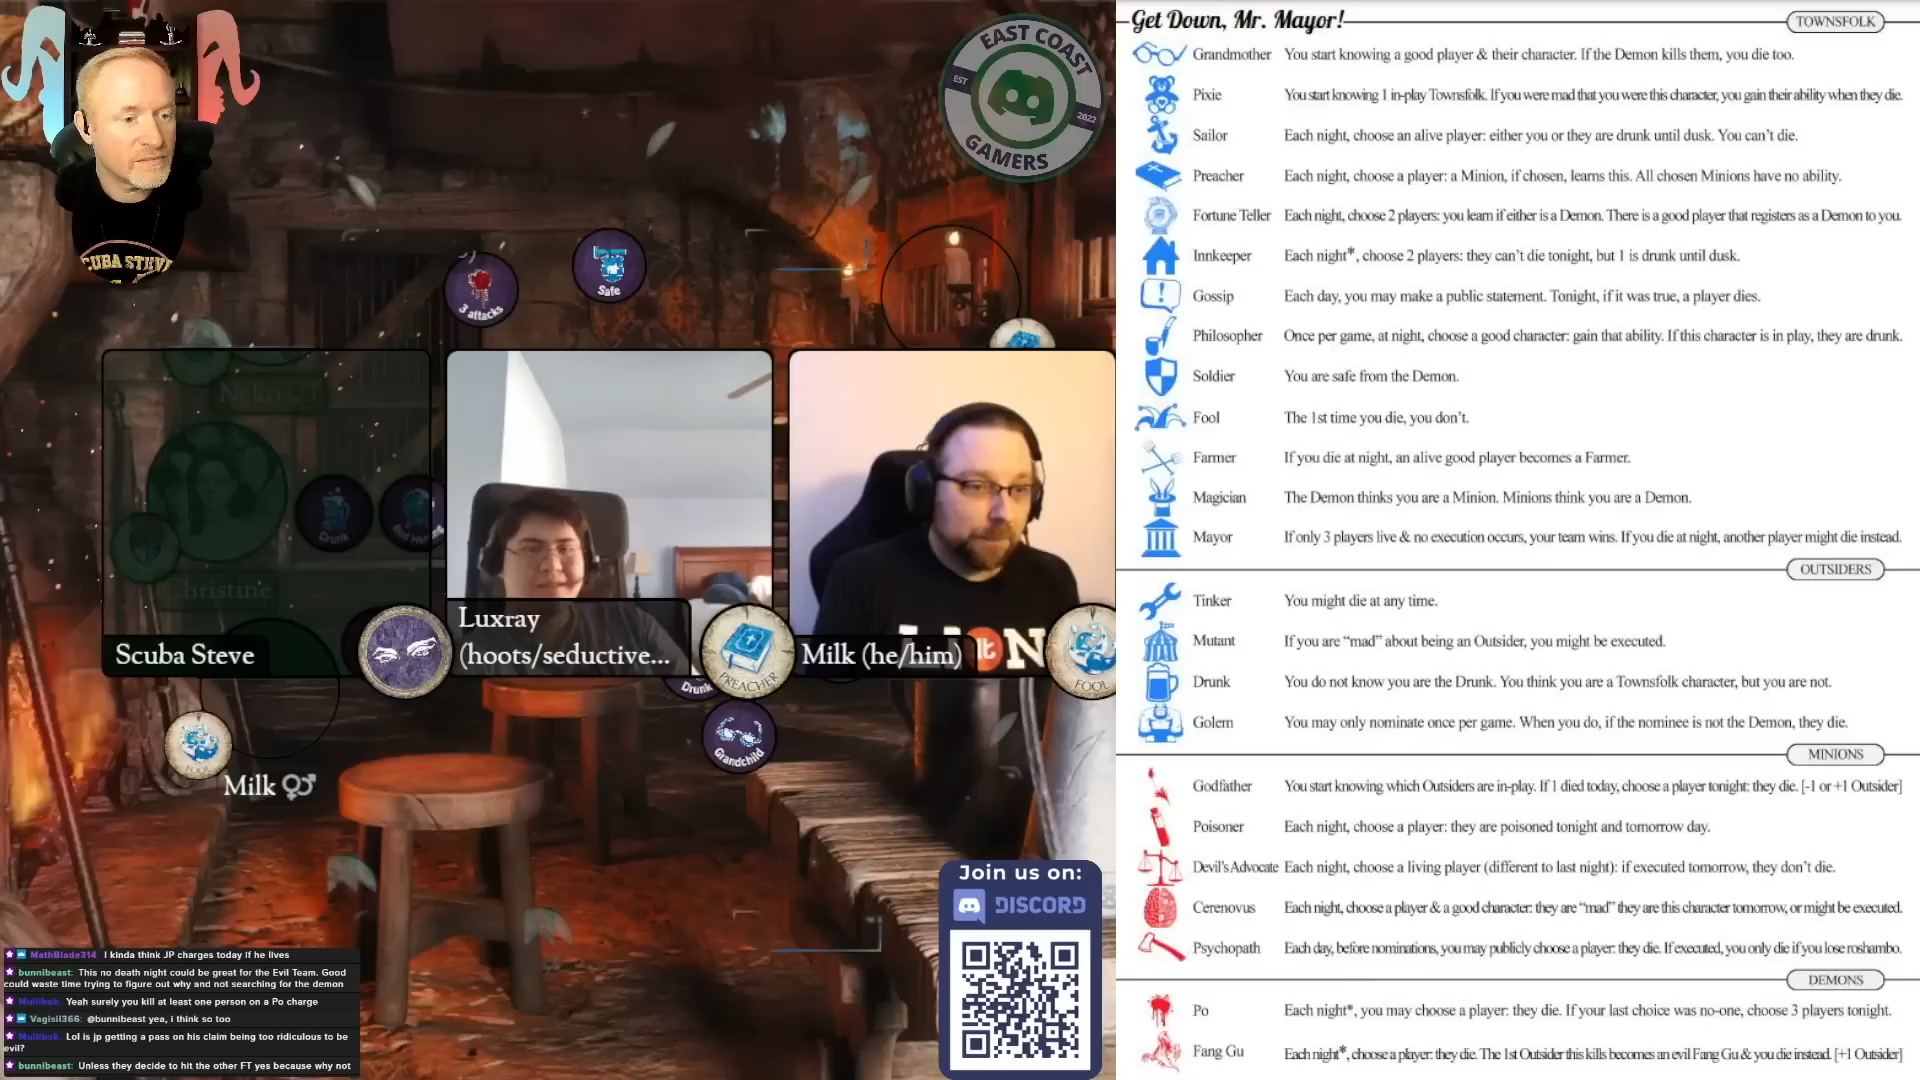 EAST COAST
EST
2022
GAMERS
CUBA STEVE
3 attacks
Safe
Neko
Drunk
Christine
Scuba Steve
Luxray
(hoots/seductive...
PREACHER
Milk (he/him)
FOOL
Drunk
Grandchild
FOOL
Milk
Join us on:
DISCORD
MathBlade314 I kinda think JP charges today if he lives
bunnibeast: This no death night could be great for the Evil Team. Good
could waste time trying to figure out why and not searching for the demon
Yeah surely you kill at least one person on a Po charge
Vagisil366: @bunnibeast yea, i think so too
Lol is jp getting a pass on his claim being too ridiculous to be
evil?
bunnibeast: Unless they decide to hit the other FT yes because why not
Get Down, Mr. Mayor!
TOWNSFOLK
Grandmother You start knowing a good player & their character. If the Demon kills them, you die too.
Pixie You start knowing 1 in-play Townsfolk. If you were mad that you were this character, you gain their ability when they die.
Sailor Each night, choose an alive player: either you or they are drunk until dusk. You can't die.
Preacher Each night, choose a player: a Minion, if chosen, learns this. All chosen Minions have no ability.
Fortune Teller Each night, choose 2 players: you learn if either is a Demon. There is a good player that registers as a Demon to you.
Innkeeper Each night*, choose 2 players: they can't die tonight, but 1 is drunk until dusk.
Gossip Each day, you may make a public statement. Tonight, if it was true, a player dies.
Philosopher Once per game, at night, choose a good character: gain that ability. If this character is in play, they are drunk.
Soldier You are safe from the Demon.
Fool The 1st time you die, you don't.
Farmer If you die at night, an alive good player becomes a Farmer.
Magician The Demon thinks you are a Minion. Minions think you are a Demon.
Mayor If only 3 players live & no execution occurs, your team wins. If you die at night, another player might die instead.
OUTSIDERS
Tinker You might die at any time.
Mutant If you are “mad” about being an Outsider, you might be executed.
Drunk You do not know you are the Drunk. You think you are a Townsfolk character, but you are not.
Golem You may only nominate once per game. When you do, if the nominee is not the Demon, they die.
MINIONS
Godfather You start knowing which Outsiders are in-play. If 1 died today, choose a player tonight: they die. [-1 or +1 Outsider]
Poisoner Each night, choose a player: they are poisoned tonight and tomorrow day.
Devil's Advocate Each night, choose a living player (different to last night): if executed tomorrow, they don't die.
Cerenovus Each night, choose a player & a good character: they are “mad” they are this character tomorrow, or might be executed.
Psychopath Each day, before nominations, you may publicly choose a player: they die. If executed, you only die if you lose roshambo.
DEMONS
Po Each night*, you may choose a player: they die. If your last choice was no-one, choose 3 players tonight.
Fang Gu Each night*, choose a player: they die. The 1st Outsider this kills becomes an evil Fang Gu & you die instead. [+1 Outsider]